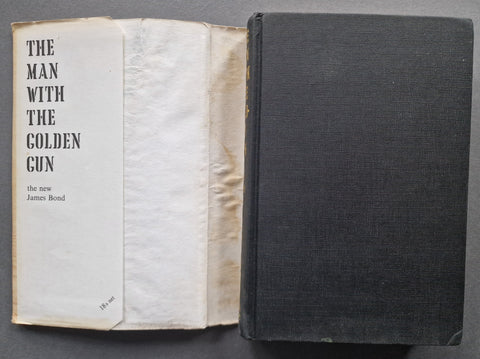 THE
MAN
WITH
THE
GOLDEN
GUN
the new
James Bond
18s net